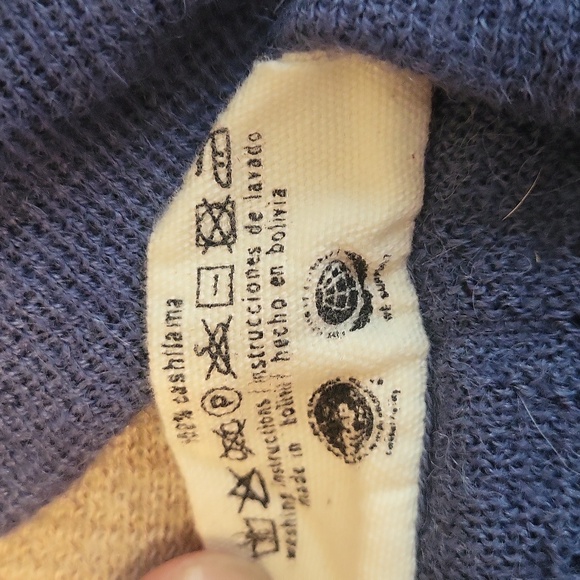 100% cashllama
P
washing instructions | instrucciones de lavado
made in bolivia | hecho en bolivia